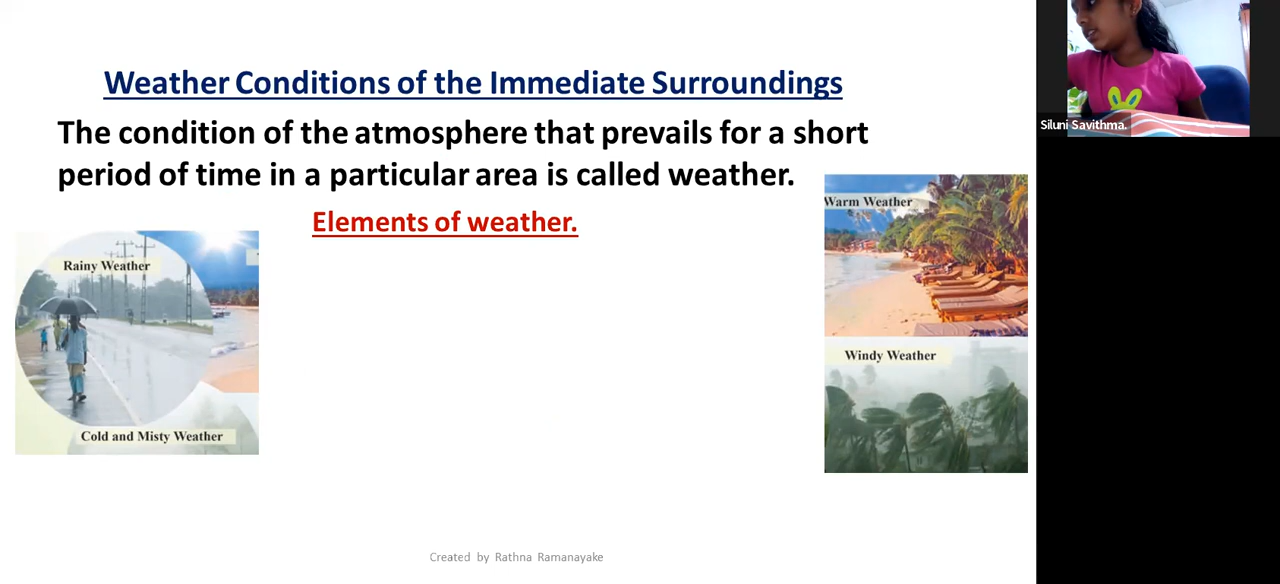 Weather Conditions of the Immediate Surroundings
The condition of the atmosphere that prevails for a short
period of time in a particular area is called weather.
Elements of weather.
Rainy Weather
Cold and Misty Weather
Warm Weather
Windy Weather
Created by Rathna Ramanayake
Siluni Savithma.